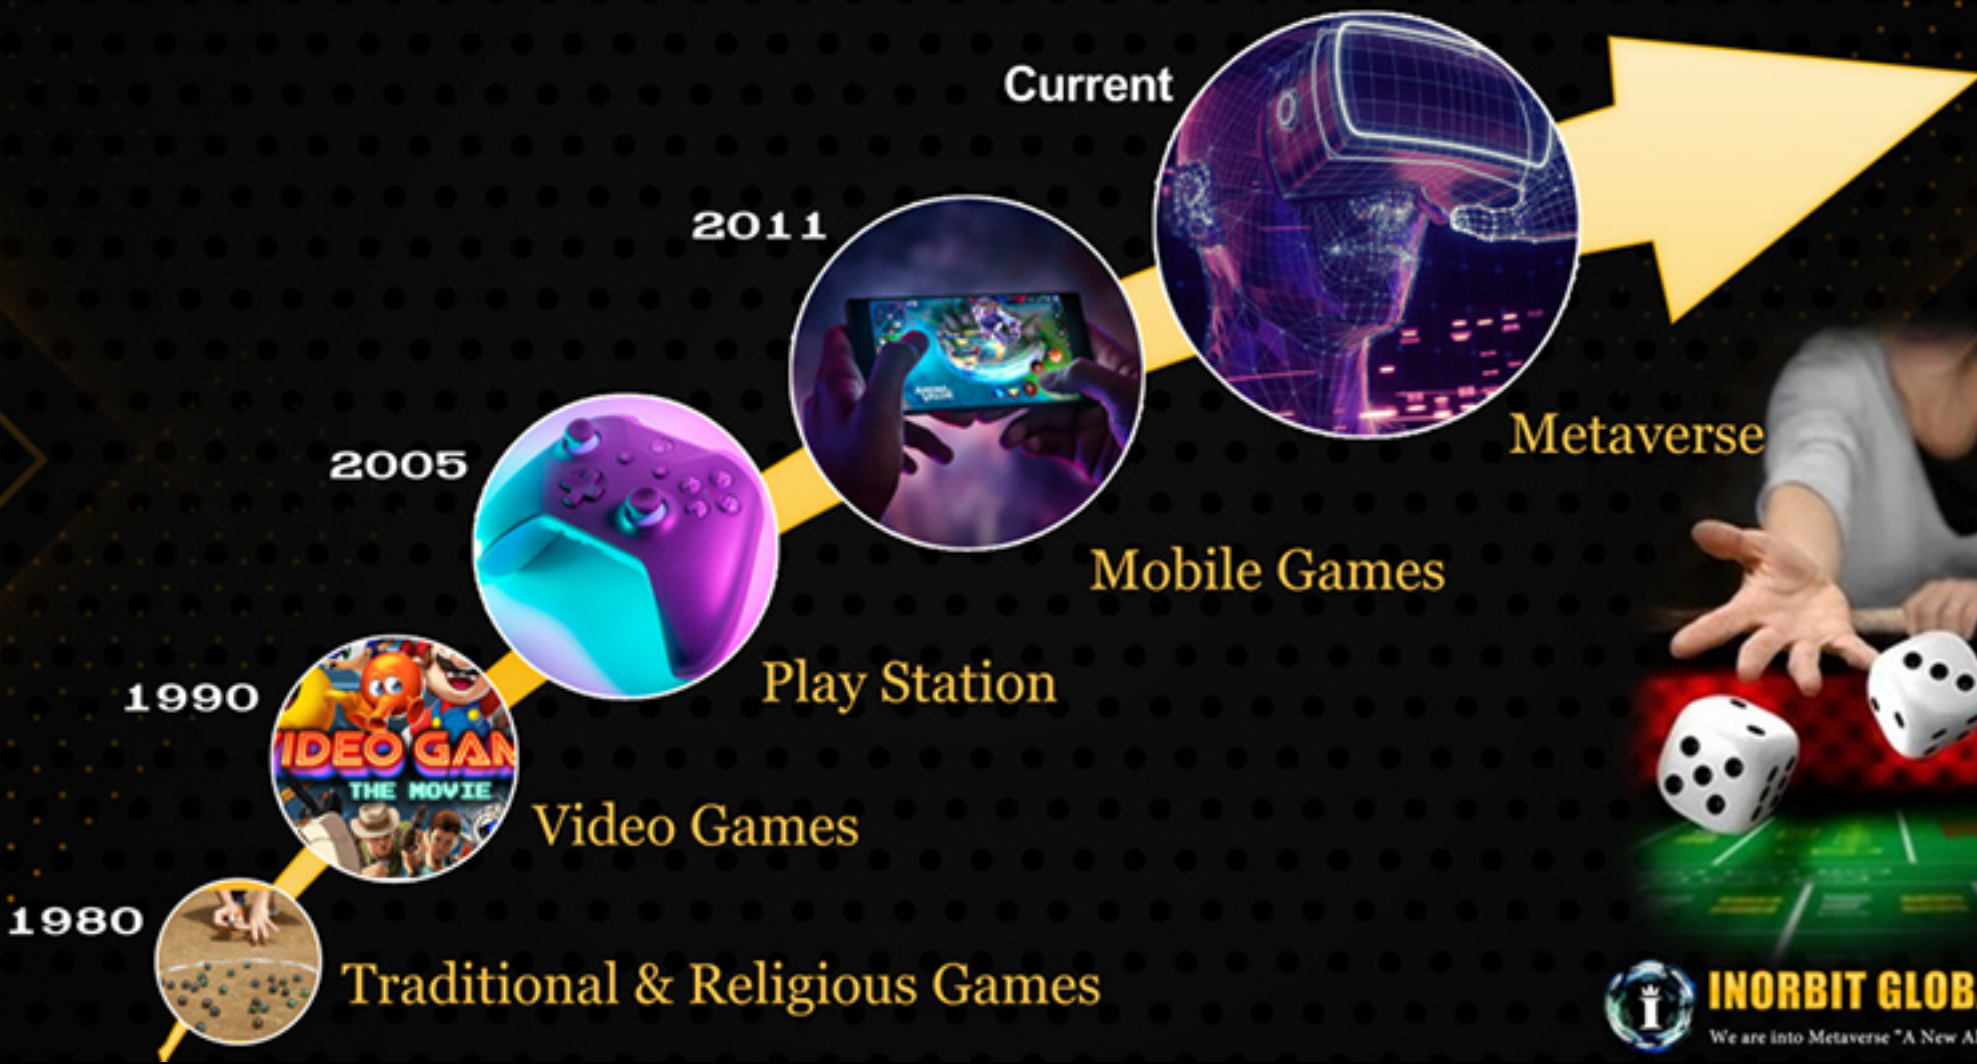 Current
2011
Metaverse
2005
Mobile Games
1990
Play Station
IDEO GAM
THE MOVIE
Video Games
1980
Traditional & Religious Games
INORBIT GLOB
We are into Metaverse "A New A